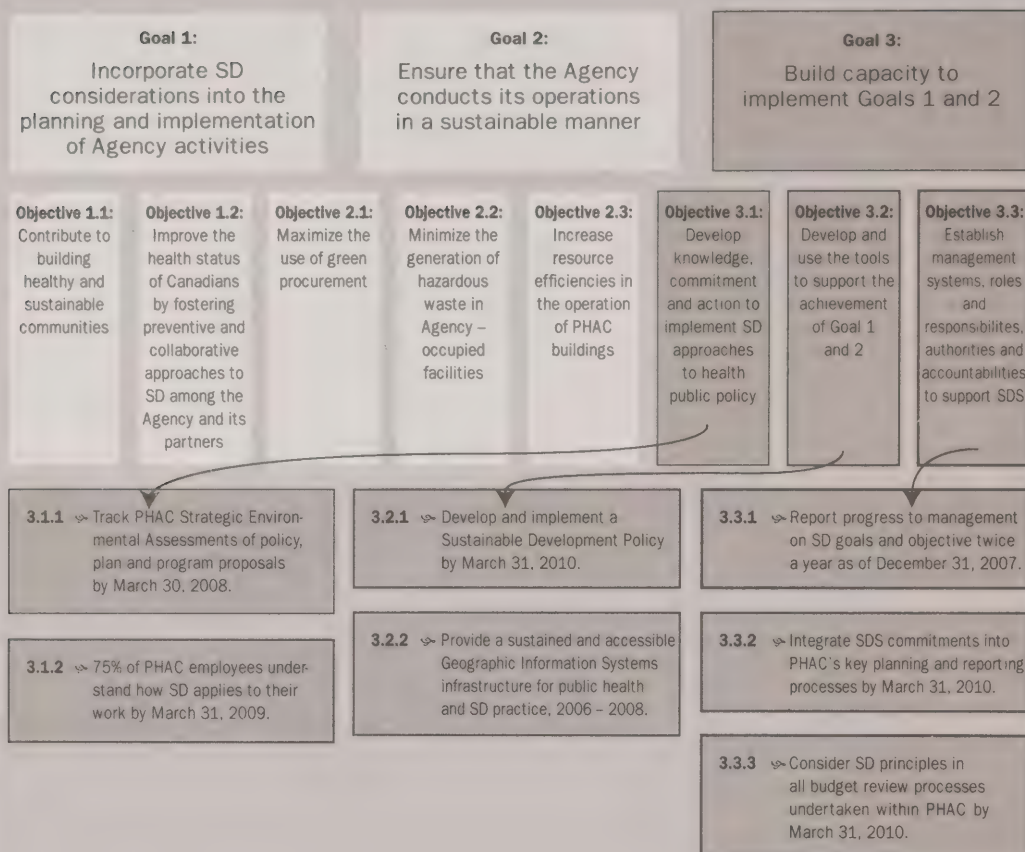 Goal 1:
Incorporate SD
considerations into the
planning and implementation
of Agency activities
Goal 2:
Ensure that the Agency
conducts its operations
in a sustainable manner
Goal 3:
Build capacity to
implement Goals 1 and 2
Objective 1.1:
Contribute to
building
healthy and
sustainable
communities
Objective 1.2:
Improve the
health status
of Canadians
by fostering
preventive and
collaborative
approaches to
SD among the
Agency and its
partners
Objective 2.1:
Maximize the
use of green
procurement
Objective 2.2:
Minimize the
generation of
hazardous
waste in
Agency –
occupied
facilities
Objective 2.3:
Increase
resource
efficiencies in
the operation
of PHAC
buildings
Objective 3.1:
Develop
knowledge,
commitment
and action to
implement SD
approaches
to health
public policy
Objective 3.2:
Develop and
use the tools
to support the
achievement
of Goal 1
and 2
Objective 3.3:
Establish
management
systems, roles
and
responsibilites,
authorities and
accountabilities
to support SDS
3.1.1 Track PHAC Strategic Environ-
mental Assessments of policy,
plan and program proposals
by March 30, 2008.
3.1.2 75% of PHAC employees under-
stand how SD applies to their
work by March 31, 2009.
3.2.1 Develop and implement a
Sustainable Development Policy
by March 31, 2010.
3.2.2 Provide a sustained and accessible
Geographic Information Systems
infrastructure for public health
and SD practice, 2006 – 2008.
3.3.1 Report progress to management
on SD goals and objective twice
a year as of December 31, 2007.
3.3.2 Integrate SDS commitments into
PHAC's key planning and reporting
processes by March 31, 2010.
3.3.3 Consider SD principles in
all budget review processes
undertaken within PHAC by
March 31, 2010.